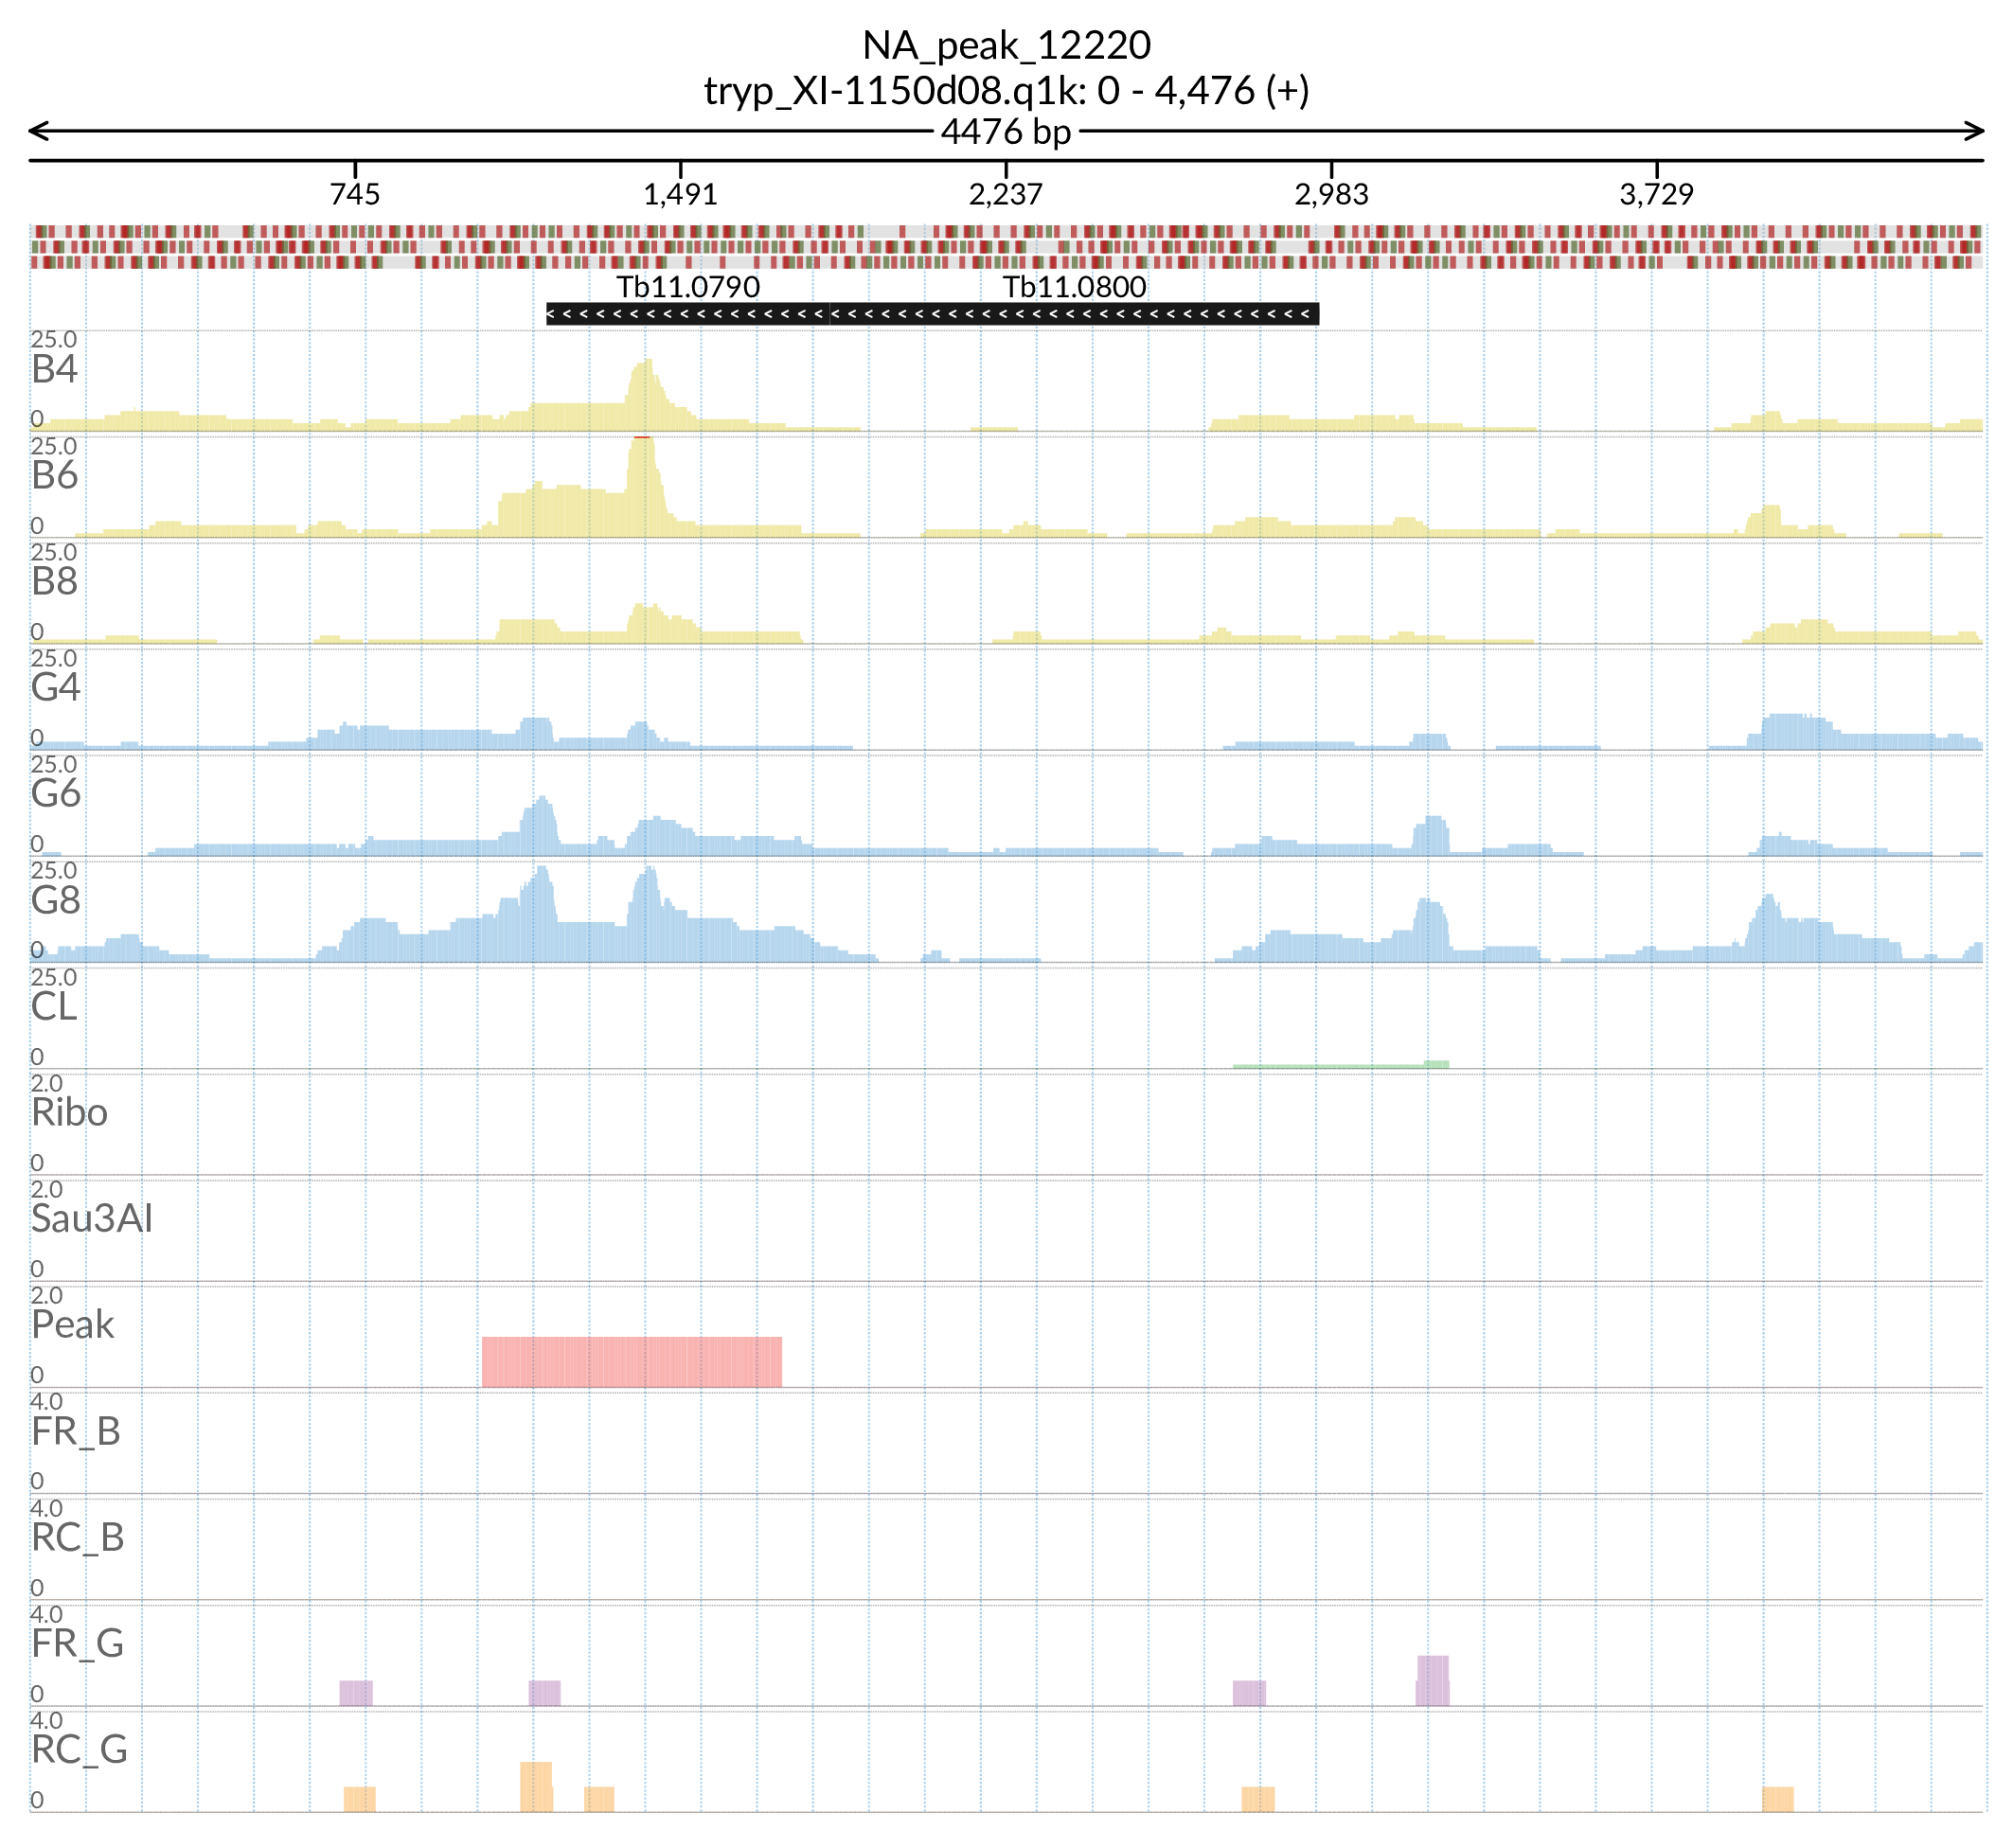 NA_peak_12220
tryp_XI-1150d08.q1k: 0 - 4,476 (+)
4476 bp
745 1,491 2,237 2,983 3,729
Tb11.0790 Tb11.0800
25.0
B4
0
25.0
B6
0
25.0
B8
0
25.0
G4
0
25.0
G6
0
25.0
G8
0
25.0
CL
0
2.0
Ribo
0
2.0
Sau3AI
0
2.0
Peak
0
4.0
FR_B
0
4.0
RC_B
0
4.0
FR_G
0
4.0
RC_G
0